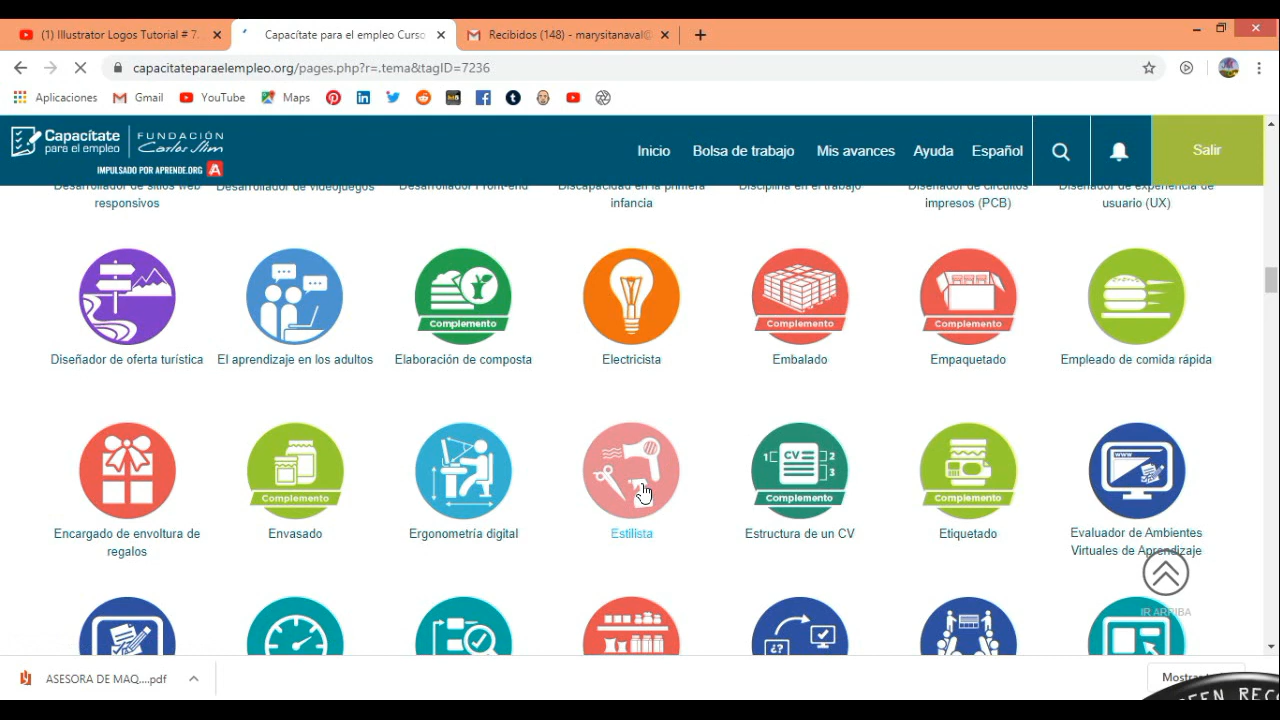 (1) Illustrator Logos Tutorial # 7.
Capacítate para el empleo Curso
Recibidos (148) - marysitanaval@
capacitateparaelempleo.org/pages.php?r=.tema&tagID=7236
Aplicaciones
Gmail
YouTube
Maps
Capacítate
para el empleo
FUNDACIÓN
Carlos Slim
IMPULSADO POR APRENDE.ORG A
Inicio
Bolsa de trabajo
Mis avances
Ayuda
Español
Salir
Desarrollador de sitios web
responsivos
Desarrollador de videojuegos
Desarrollador Front-end
Discapacidad en la primera
infancia
Disciplina en el trabajo
Diseñador de circuitos
impresos (PCB)
Diseñador de experiencia de
usuario (UX)
Complemento
Complemento
Complemento
Diseñador de oferta turística
El aprendizaje en los adultos
Elaboración de composta
Electricista
Embalado
Empaquetado
Empleado de comida rápida
Complemento
1
CV
2
3
Complemento
Complemento
www
Encargado de envoltura de
regalos
Envasado
Ergonometría digital
Estilista
Estructura de un CV
Etiquetado
Evaluador de Ambientes
Virtuales de Aprendizaje
IR ARRIBA
¿?
ASESORA DE MAQ....pdf